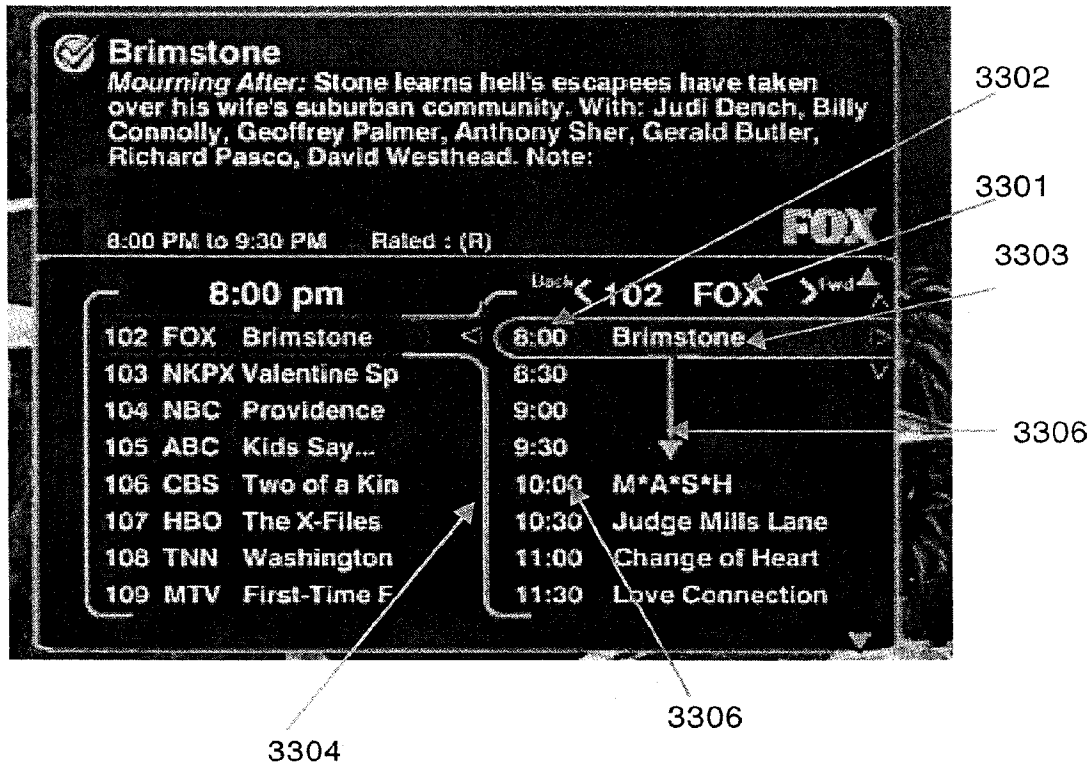 Brimstone
Mourning After: Stone learns hell's escapees have taken
over his wife's suburban community. With: Judi Dench, Billy
Connolly, Geoffrey Palmer, Anthony Sher, Gerald Butler,
Richard Pasco, David Westhead. Note:
FOX
8:00 PM to 9:30 PM Rated : (R)
8:00 pm
102 FOX Brimstone
103 NKPX Valentine Sp
104 NBC Providence
105 ABC Kids Say...
106 CBS Two of a Kin
107 HBO The X-Files
108 TNN Washington
109 MTV First-Time F
Back < 102 FOX > Fwd
8:00 Brimstone
8:30
9:00
9:30
10:00 M*A*S*H
10:30 Judge Mills Lane
11:00 Change of Heart
11:30 Love Connection
3302
3301
3303
3306
3306
3304